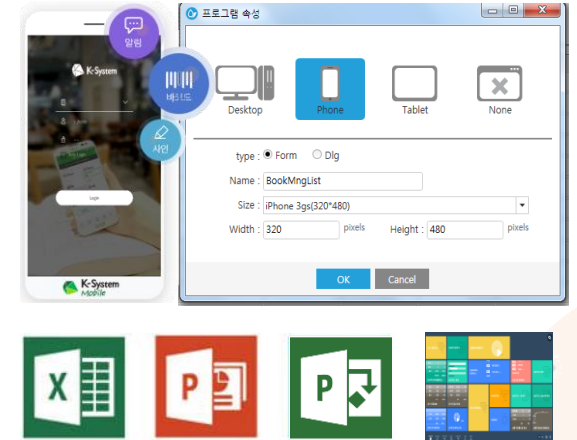 알림
K-System
바코드
사인
Login
K-System
Mobile
프로그램 속성
Desktop
Phone
Tablet
None
type : Form Dlg
Name : BookMngList
Size : iPhone 3gs(320*480)
Width : 320 pixels Height : 480 pixels
OK Cancel
X
P
P